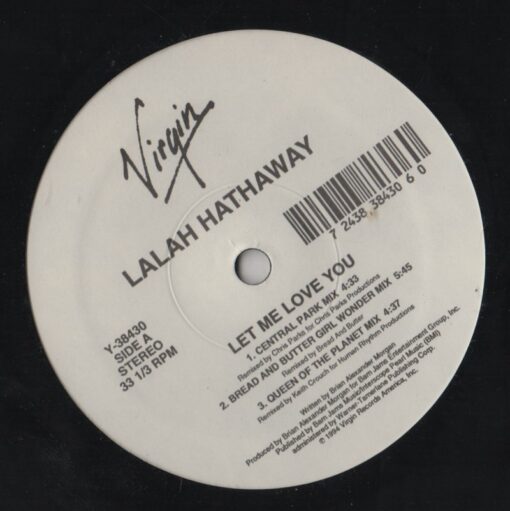 Virgin
LALAH HATHAWAY
7 2438 38430 6 0
Y-38430
SIDE A
STEREO
33 1/3 RPM
LET ME LOVE YOU
1. CENTRAL PARK MIX 4:33
Remixed by Chris Parks for Chris Parks Productions
2. BREAD AND BUTTER GIRL WONDER MIX 5:45
Remixed by Bread And Butter
3. QUEEN OF THE PLANET MIX 4:37
Remixed by Keith Crouch for Human Rhythm Productions
Written by Brian Alexander Morgan
Produced by Brian Alexander Morgan for Bam Jams Entertainment Group, Inc.
Published by Bam Jams Music/Interscope Pearl Music (BMI)
administered by Warner-Tamerlane Publishing Corp.
℗ 1994 Virgin Records America, Inc.